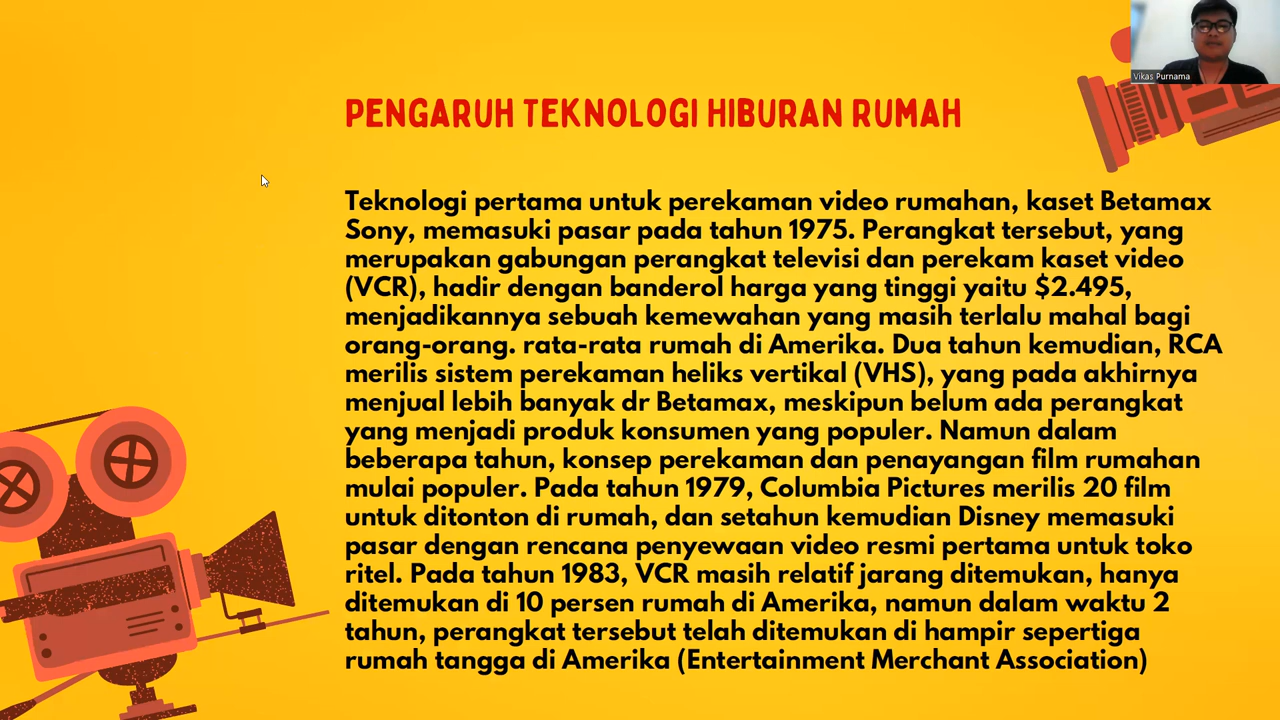 Vikas Purnama
PENGARUH TEKNOLOGI HIBURAN RUMAH
Teknologi pertama untuk perekaman video rumahan, kaset Betamax
Sony, memasuki pasar pada tahun 1975. Perangkat tersebut, yang
merupakan gabungan perangkat televisi dan perekam kaset video
(VCR), hadir dengan banderol harga yang tinggi yaitu $2.495,
menjadikannya sebuah kemewahan yang masih terlalu mahal bagi
orang-orang. rata-rata rumah di Amerika. Dua tahun kemudian, RCA
merilis sistem perekaman heliks vertikal (VHS), yang pada akhirnya
menjual lebih banyak dr Betamax, meskipun belum ada perangkat
yang menjadi produk konsumen yang populer. Namun dalam
beberapa tahun, konsep perekaman dan penayangan film rumahan
mulai populer. Pada tahun 1979, Columbia Pictures merilis 20 film
untuk ditonton di rumah, dan setahun kemudian Disney memasuki
pasar dengan rencana penyewaan video resmi pertama untuk toko
ritel. Pada tahun 1983, VCR masih relatif jarang ditemukan, hanya
ditemukan di 10 persen rumah di Amerika, namun dalam waktu 2
tahun, perangkat tersebut telah ditemukan di hampir sepertiga
rumah tangga di Amerika (Entertainment Merchant Association)